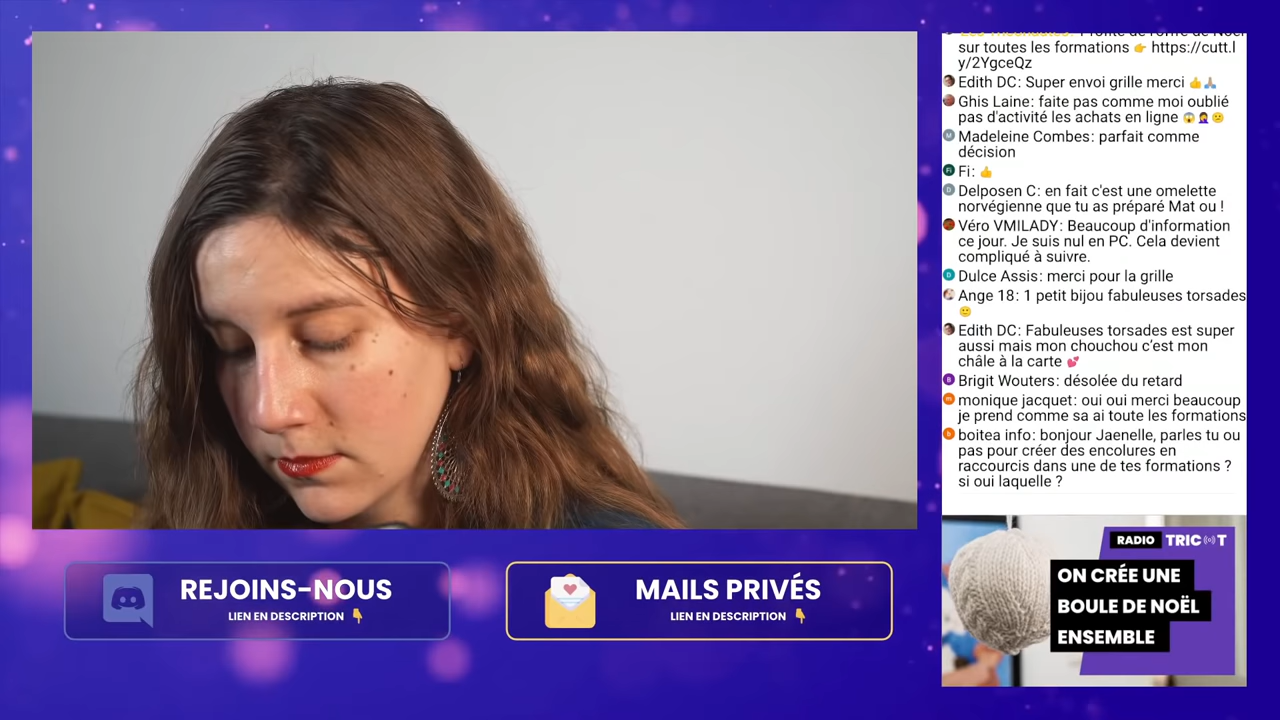 sur toutes les formations 👉 https://cutt.l
y/2YgceQz
Edith DC: Super envoi grille merci 👍🙏🏼
Ghis Laine: faite pas comme moi oublié
pas d'activité les achats en ligne 😱🤦‍♀️😕
Madeleine Combes: parfait comme
décision
Fi: 👍
Delposen C: en fait c'est une omelette
norvégienne que tu as préparé Mat ou !
Véro VMILADY: Beaucoup d'information
ce jour. Je suis nul en PC. Cela devient
compliqué à suivre.
Dulce Assis: merci pour la grille
Ange 18: 1 petit bijou fabuleuses torsades
🙂
Edith DC: Fabuleuses torsades est super
aussi mais mon chouchou c'est mon
châle à la carte 💕
Brigit Wouters: désolée du retard
monique jacquet: oui oui merci beaucoup
je prend comme sa ai toute les formations
boitea info: bonjour Jaenelle, parles tu ou
pas pour créer des encolures en
raccourcis dans une de tes formations ?
si oui laquelle ?
RADIO TRICOT
ON CRÉE UNE
BOULE DE NOËL
ENSEMBLE
REJOINS-NOUS
LIEN EN DESCRIPTION 👇
MAILS PRIVÉS
LIEN EN DESCRIPTION 👇